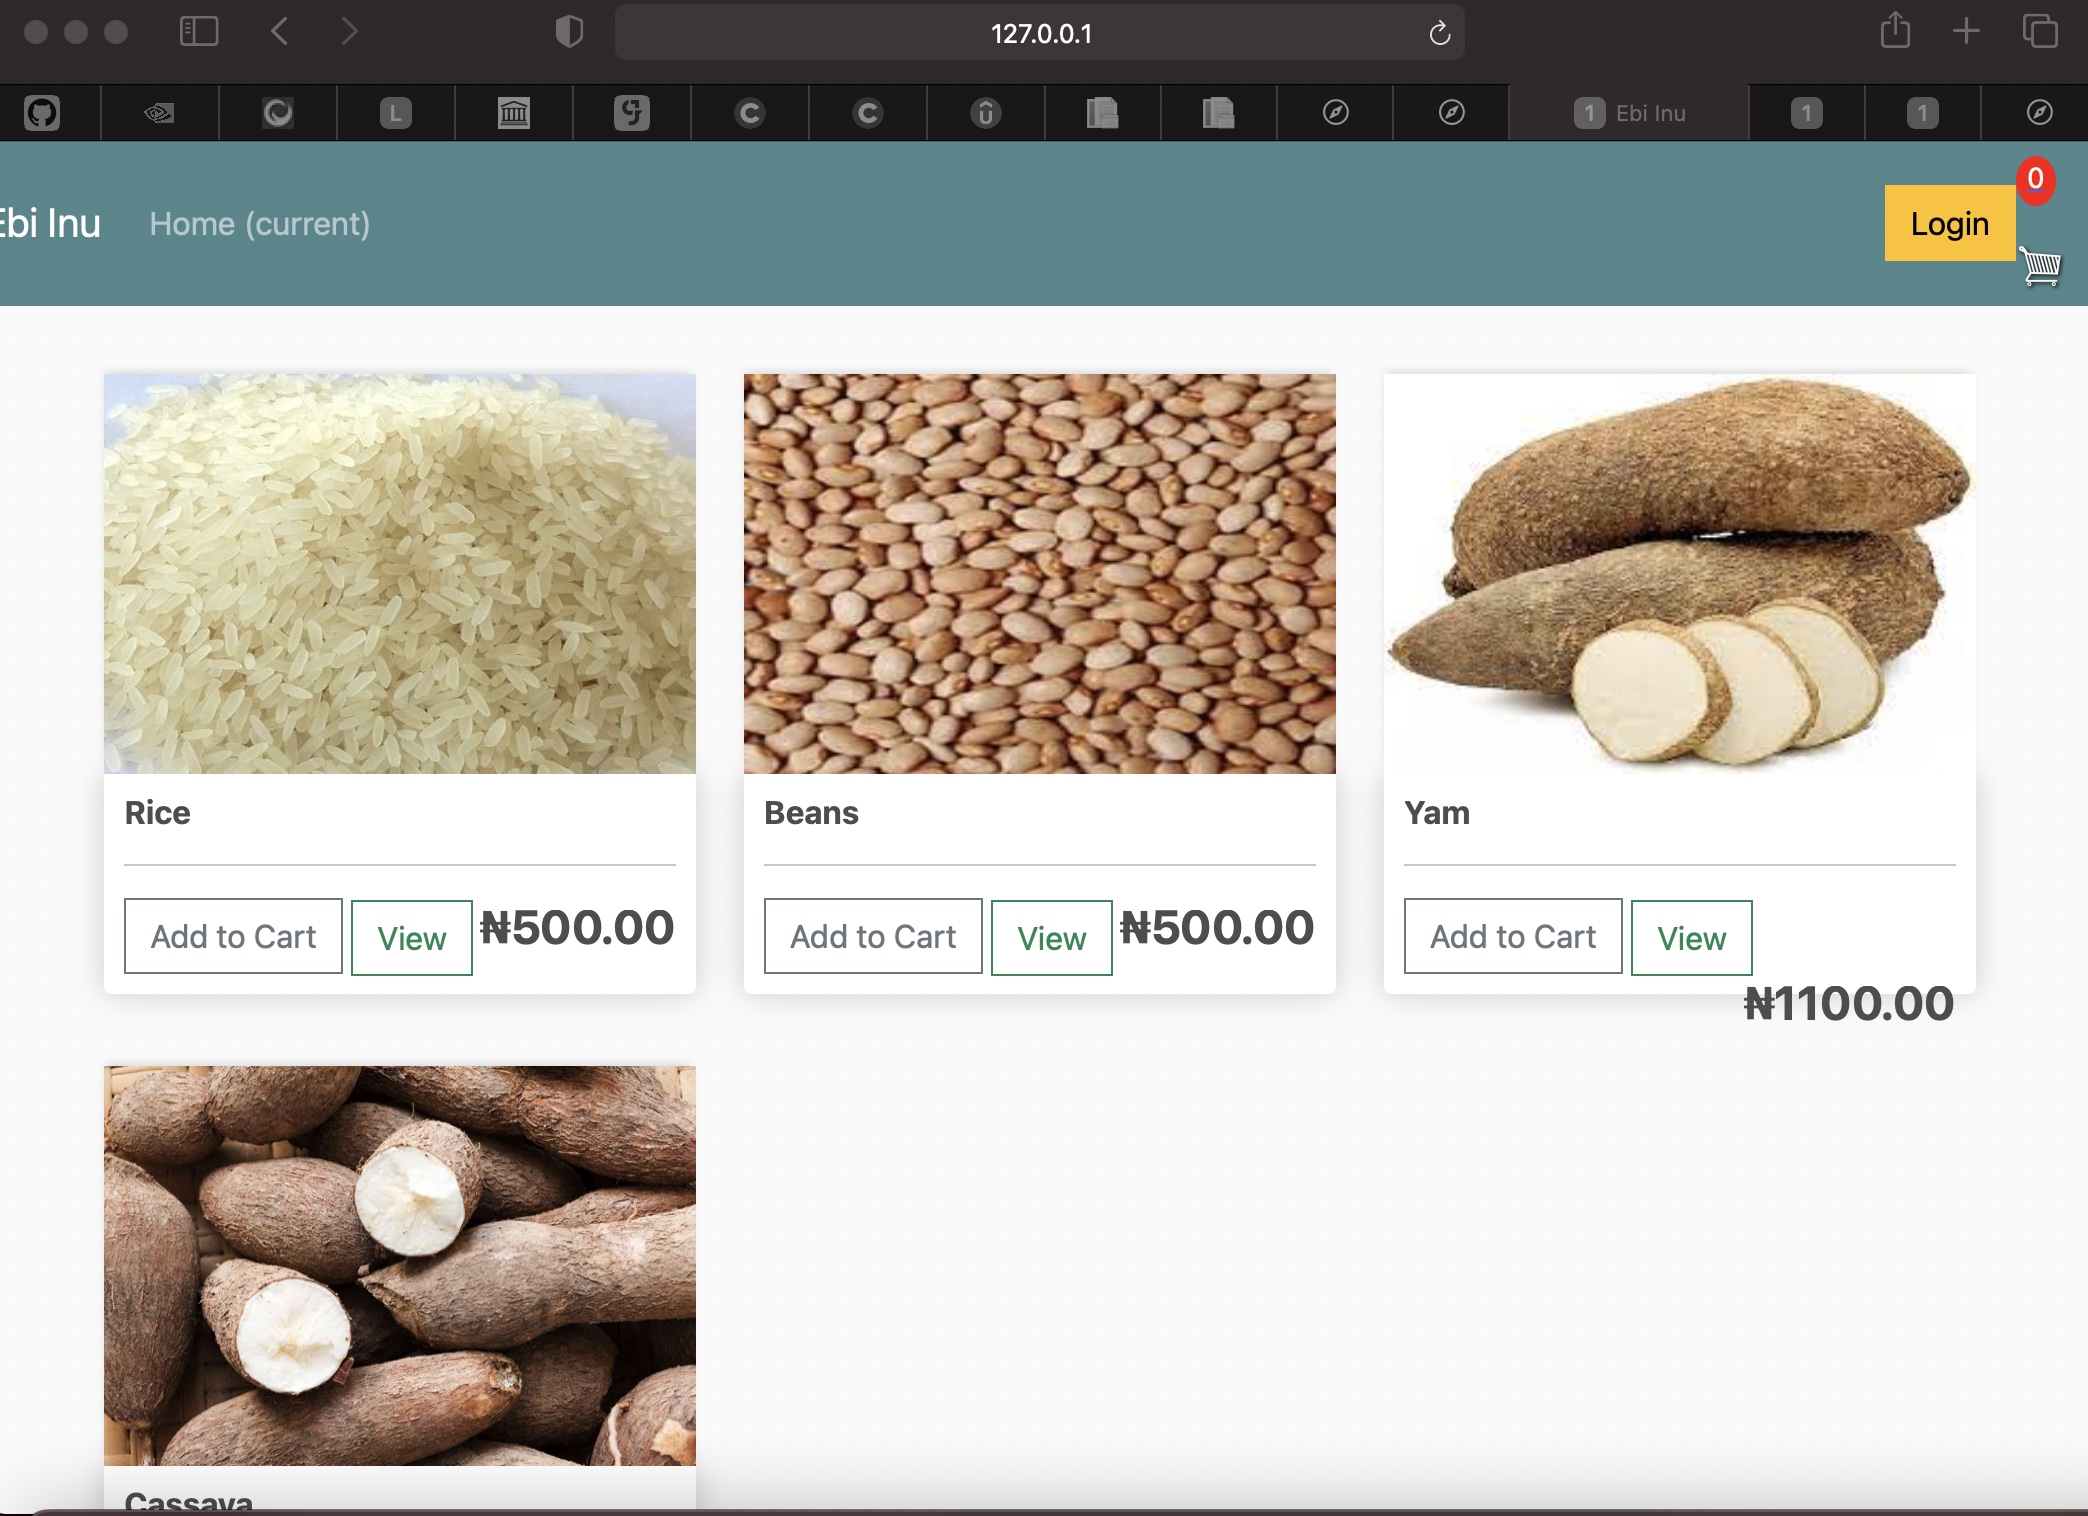 127.0.0.1
L
1 Ebi Inu
1
1
Ebi Inu
Home (current)
Login
0
Rice
Add to Cart
View
₦500.00
Beans
Add to Cart
View
₦500.00
Yam
Add to Cart
View
₦1100.00
Cassava